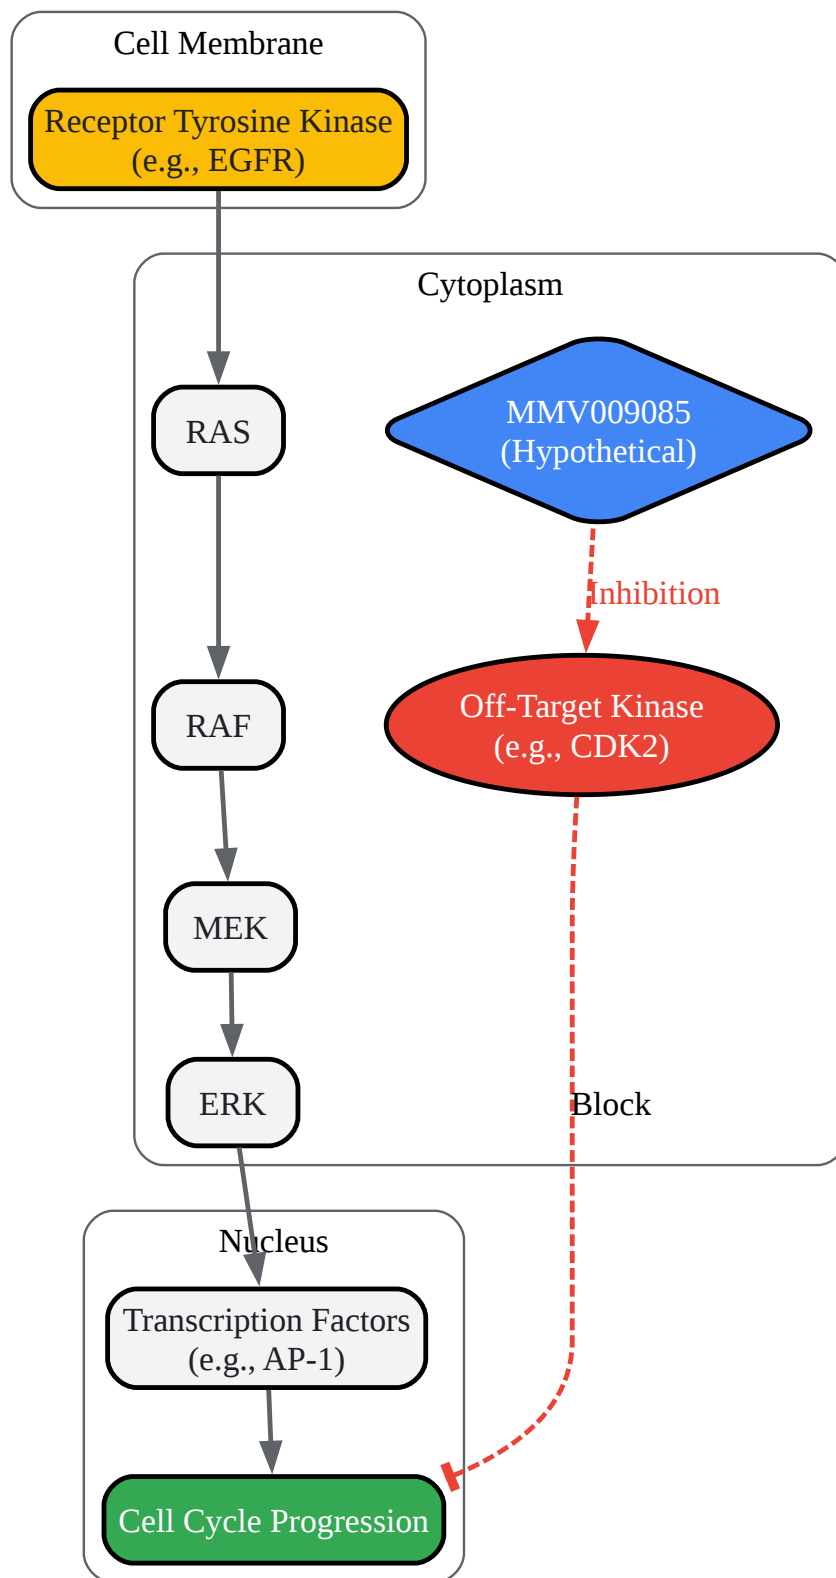 Cell Membrane
Receptor Tyrosine Kinase
(e.g., EGFR)
Cytoplasm
RAS
MMV009085
(Hypothetical)
Inhibition
RAF
Off-Target Kinase
(e.g., CDK2)
MEK
ERK
Block
Nucleus
Transcription Factors
(e.g., AP-1)
Cell Cycle Progression